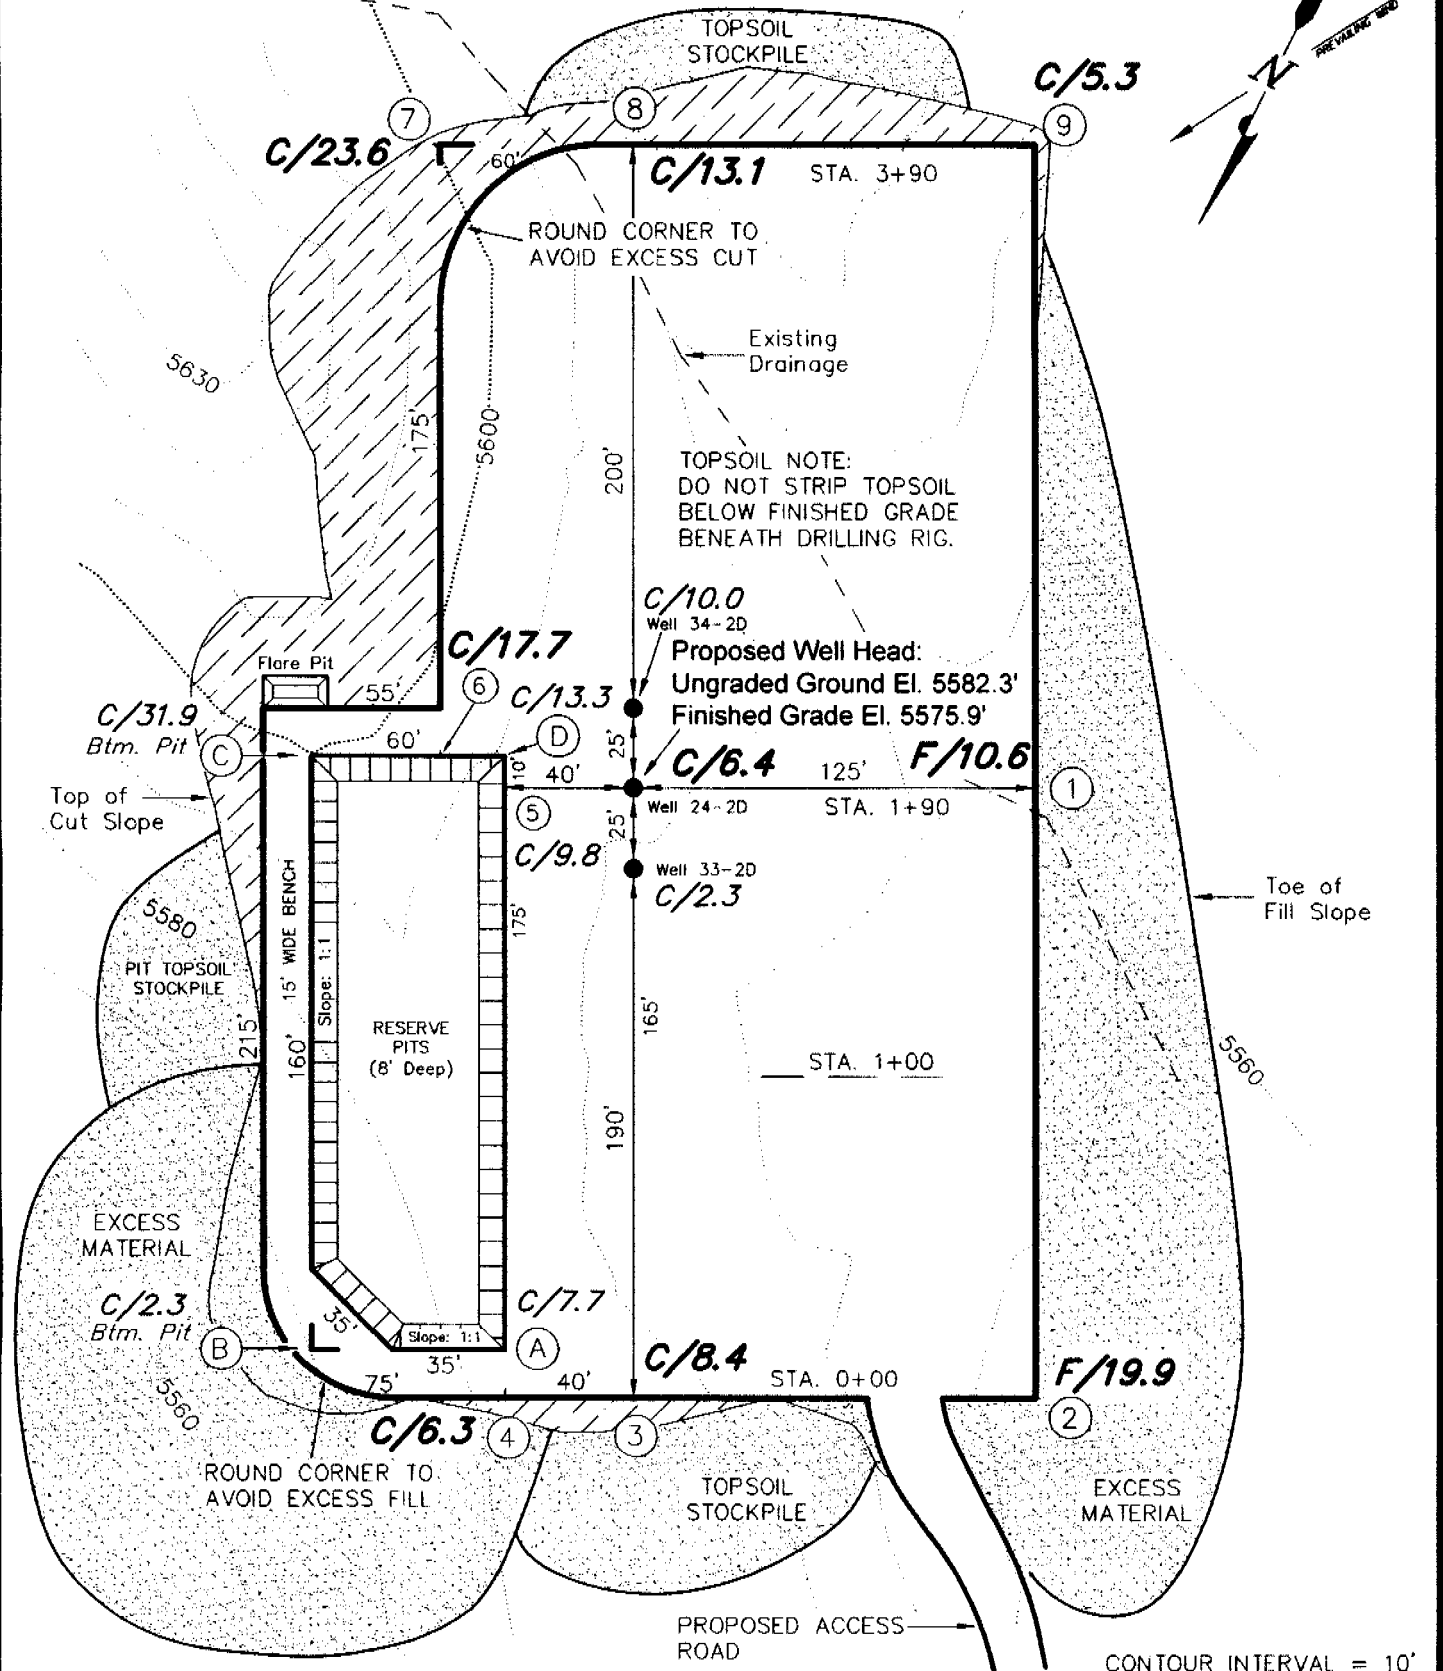 TOPSOIL
STOCKPILE
N
PREVAILING WIND
C/5.3
7
8
9
C/23.6
60'
C/13.1
STA. 3+90
ROUND CORNER TO
AVOID EXCESS CUT
Existing
Drainage
5630
175'
5600
200'
TOPSOIL NOTE:
DO NOT STRIP TOPSOIL
BELOW FINISHED GRADE
BENEATH DRILLING RIG.
C/10.0
Well 34-2D
C/17.7
Proposed Well Head:
Ungraded Ground El. 5582.3'
Finished Grade El. 5575.9'
Flare Pit
55'
6
C/13.3
C/31.9
Btm. Pit
C
60'
D
10'
25'
40'
C/6.4
125'
F/10.6
1
Top of
Cut Slope
5
Well 24-2D
STA. 1+90
25'
C/9.8
Well 33-2D
C/2.3
Toe of
Fill Slope
5580
PIT TOPSOIL
STOCKPILE
15' WIDE BENCH
Slope: 1:1
175'
215'
160'
RESERVE
PITS
(8' Deep)
165'
STA. 1+00
5560
190'
EXCESS
MATERIAL
C/2.3
Btm. Pit
B
35'
Slope: 1:1
C/7.7
A
35'
C/8.4
75'
40'
STA. 0+00
F/19.9
2
5560
C/6.3
4
3
ROUND CORNER TO
AVOID EXCESS FILL
TOPSOIL
STOCKPILE
EXCESS
MATERIAL
PROPOSED ACCESS
ROAD
CONTOUR INTERVAL = 10'